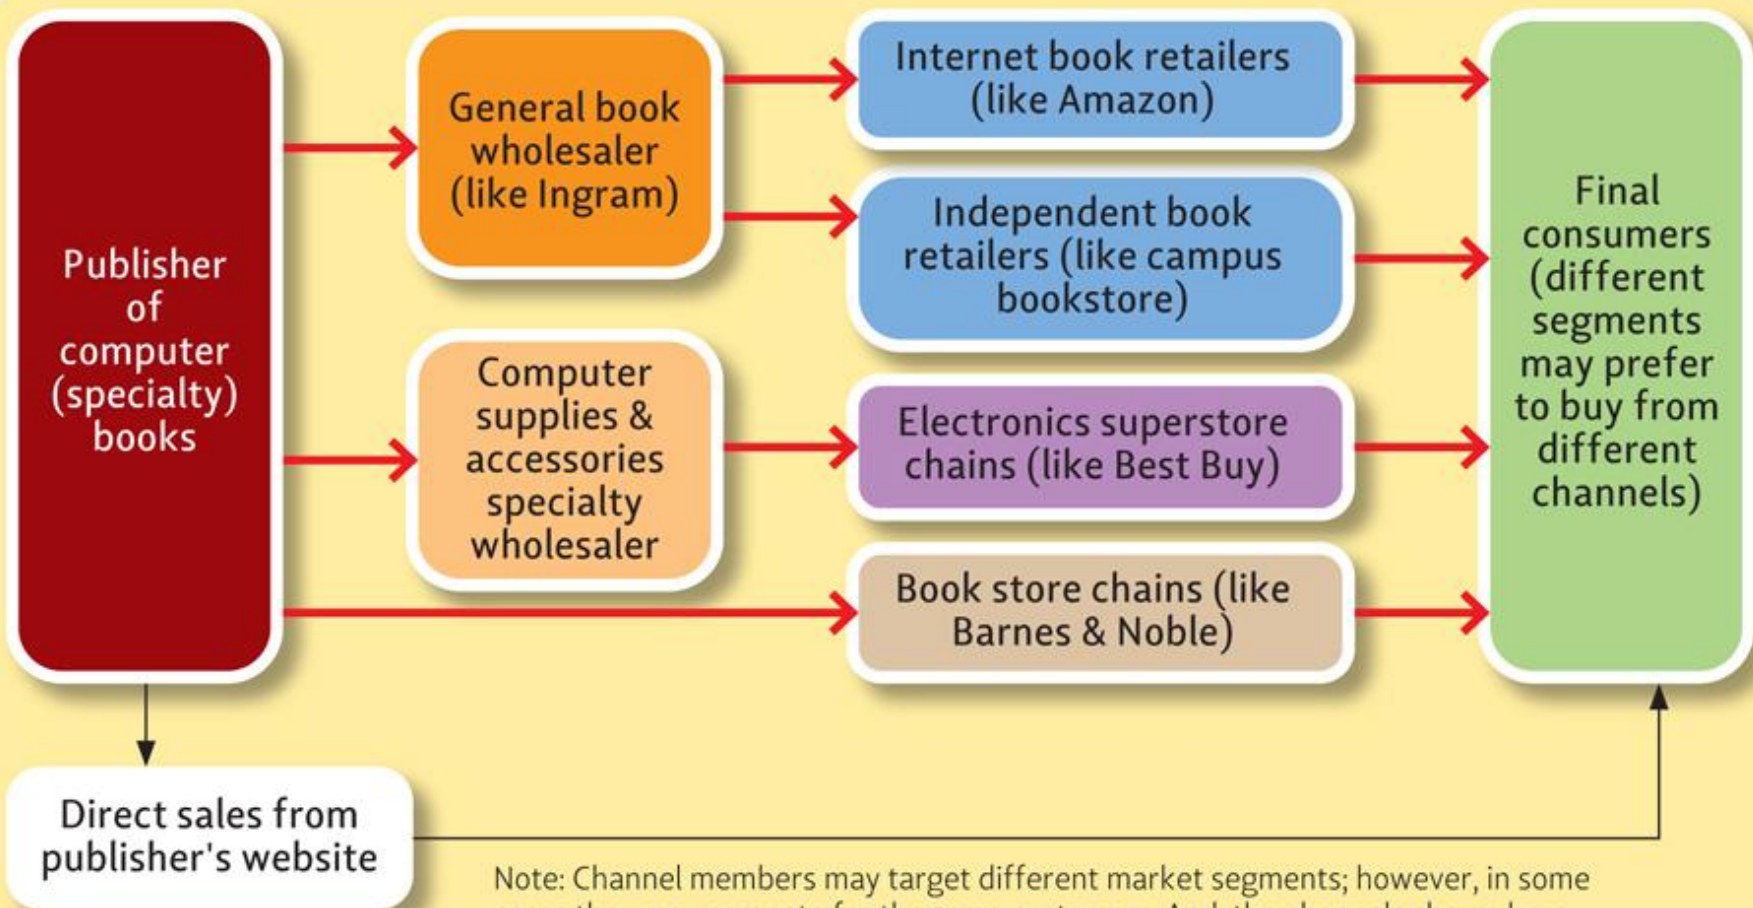 Publisher
of
computer
(specialty)
books
General book
wholesaler
(like Ingram)
Computer
supplies &
accessories
specialty
wholesaler
Internet book retailers
(like Amazon)
Independent book
retailers (like campus
bookstore)
Electronics superstore
chains (like Best Buy)
Book store chains (like
Barnes & Noble)
Final
consumers
(different
segments
may prefer
to buy from
different
channels)
Direct sales from
publisher's website
Note: Channel members may target different market segments; however, in some